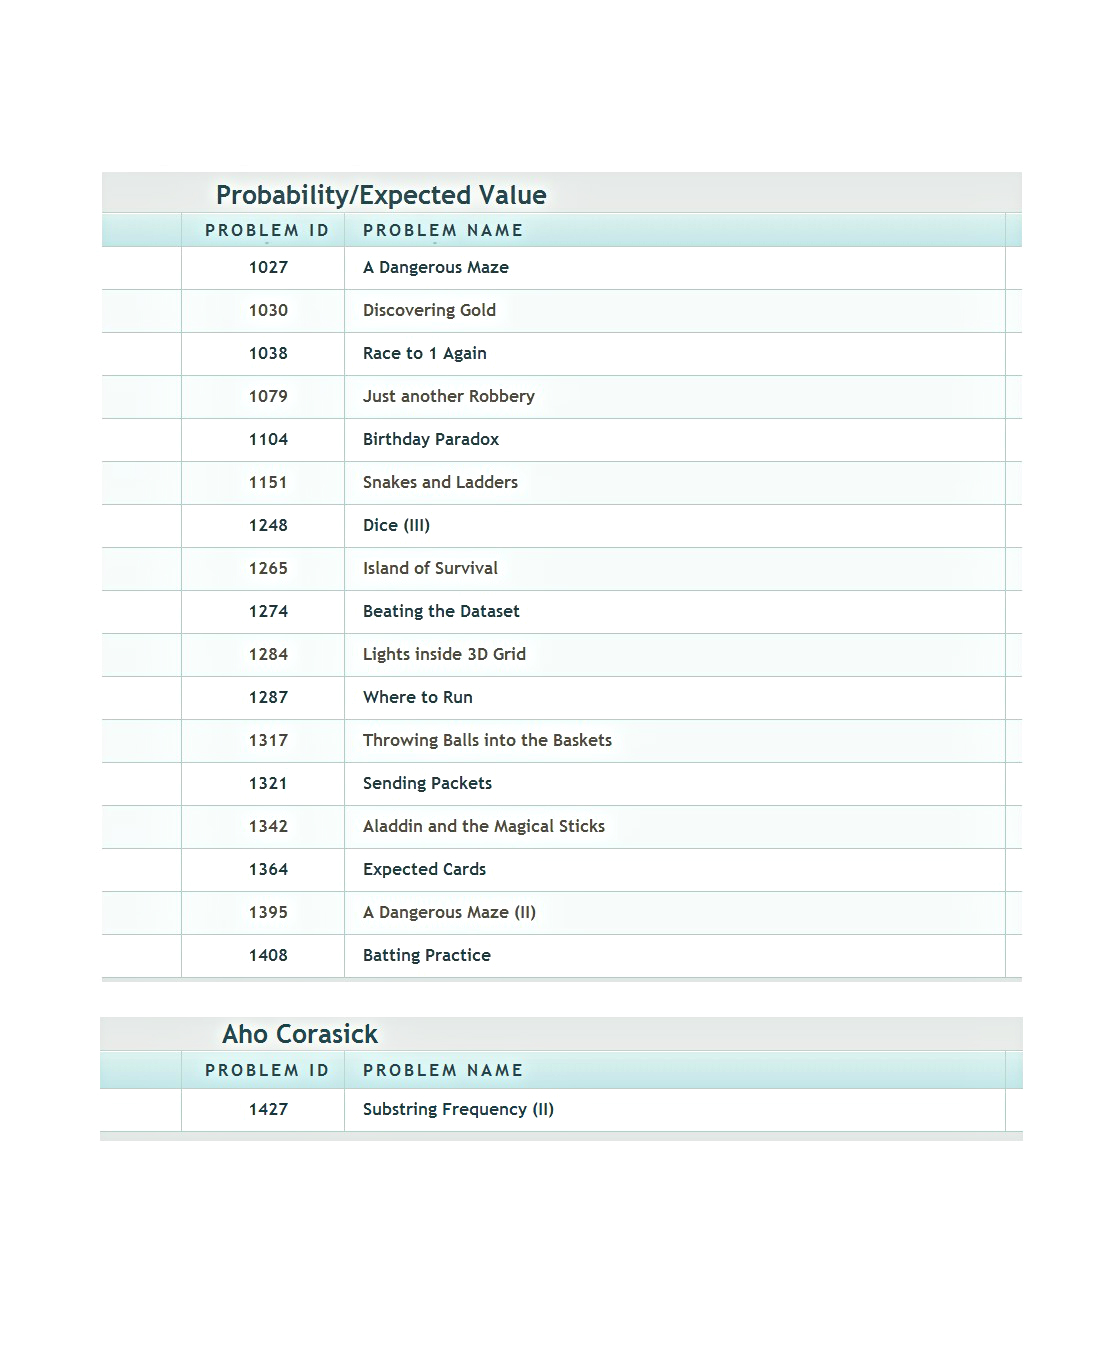 Probability/Expected Value
PROBLEM ID PROBLEM NAME
1027 A Dangerous Maze
1030 Discovering Gold
1038 Race to 1 Again
1079 Just another Robbery
1104 Birthday Paradox
1151 Snakes and Ladders
1248 Dice (III)
1265 Island of Survival
1274 Beating the Dataset
1284 Lights inside 3D Grid
1287 Where to Run
1317 Throwing Balls into the Baskets
1321 Sending Packets
1342 Aladdin and the Magical Sticks
1364 Expected Cards
1395 A Dangerous Maze (II)
1408 Batting Practice
Aho Corasick
PROBLEM ID PROBLEM NAME
1427 Substring Frequency (II)